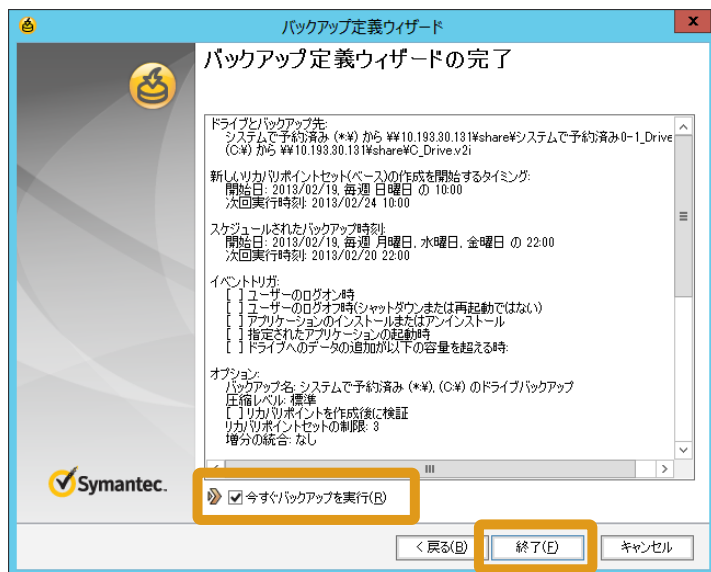 バックアップ定義ウィザード
x
バックアップ定義ウィザードの完了
ドライブとバックアップ先:
システムで予約済み (*:¥) から ¥¥10.193.30.131¥share¥システムで予約済み0-1_Drive
(C:¥) から ¥¥10.193.30.131¥share¥C_Drive.v2i
新しいリカバリポイントセット(ベース)の作成を開始するタイミング:
開始日: 2013/02/19, 毎週 日曜日 の 10:00
次回実行時刻: 2013/02/24 10:00
スケジュールされたバックアップ時刻:
開始日: 2013/02/19, 毎週 月曜日, 水曜日, 金曜日 の 22:00
次回実行時刻: 2013/02/20 22:00
イベントトリガ:
[ ] ユーザーのログオン時
[ ] ユーザーのログオフ時(シャットダウンまたは再起動ではない)
[ ] アプリケーションのインストールまたはアンインストール
[ ] 指定されたアプリケーションの起動時
[ ] ドライブへのデータの追加が以下の容量を超える時:
オプション:
バックアップ名: システムで予約済み (*:¥), (C:¥) のドライブバックアップ
圧縮レベル: 標準
[ ] リカバリポイントを作成後に検証
リカバリポイントセットの制限: 3
増分の統合: なし
Symantec.
今すぐバックアップを実行(R)
< 戻る(B)
終了(F)
キャンセル